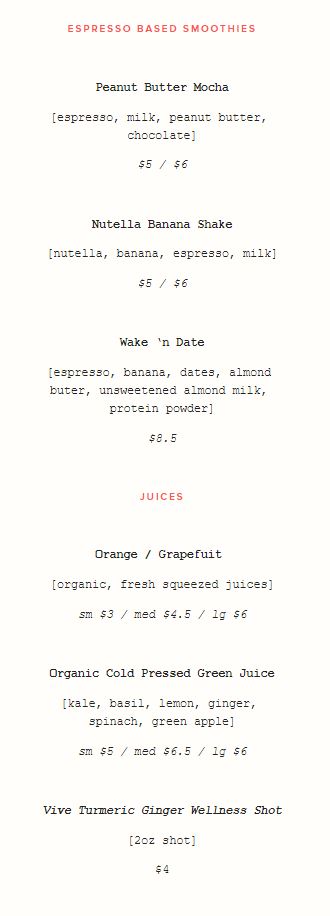 ESPRESSO BASED SMOOTHIES
Peanut Butter Mocha
[espresso, milk, peanut butter,
chocolate]
$5 / $6
Nutella Banana Shake
[nutella, banana, espresso, milk]
$5 / $6
Wake 'n Date
[espresso, banana, dates, almond
buter, unsweetened almond milk,
protein powder]
$8.5
JUICES
Orange / Grapefuit
[organic, fresh squeezed juices]
sm $3 / med $4.5 / lg $6
Organic Cold Pressed Green Juice
[kale, basil, lemon, ginger,
spinach, green apple]
sm $5 / med $6.5 / lg $6
Vive Turmeric Ginger Wellness Shot
[2oz shot]
$4